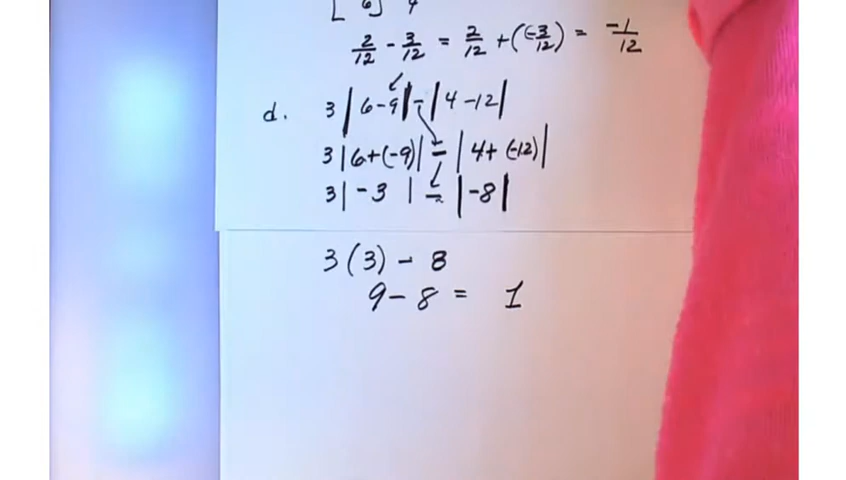 [ 6]
2/12 - 3/12 = 2/12 + (-3/12) = -1/12
d. 3|6-9| - |4-12|
3|6+(-9)| - |4+(-12)|
3|-3| - |-8|
3(3) - 8
9 - 8 = 1